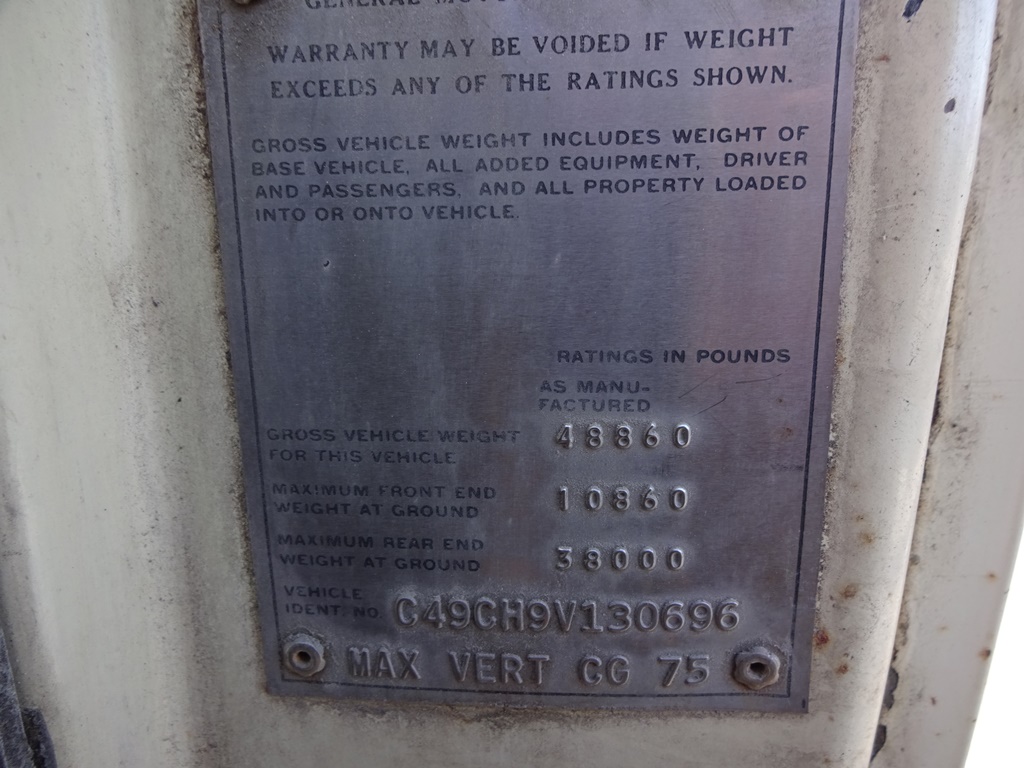 GENERAL
WARRANTY MAY BE VOIDED IF WEIGHT
EXCEEDS ANY OF THE RATINGS SHOWN.
GROSS VEHICLE WEIGHT INCLUDES WEIGHT OF
BASE VEHICLE, ALL ADDED EQUIPMENT, DRIVER
AND PASSENGERS, AND ALL PROPERTY LOADED
INTO OR ONTO VEHICLE.
RATINGS IN POUNDS
AS MANU-
FACTURED
GROSS VEHICLE WEIGHT 48860
FOR THIS VEHICLE
MAXIMUM FRONT END
WEIGHT AT GROUND 10860
MAXIMUM REAR END
WEIGHT AT GROUND 38000
VEHICLE
IDENT. NO. C49CH9V130696
MAX VERT CG 75